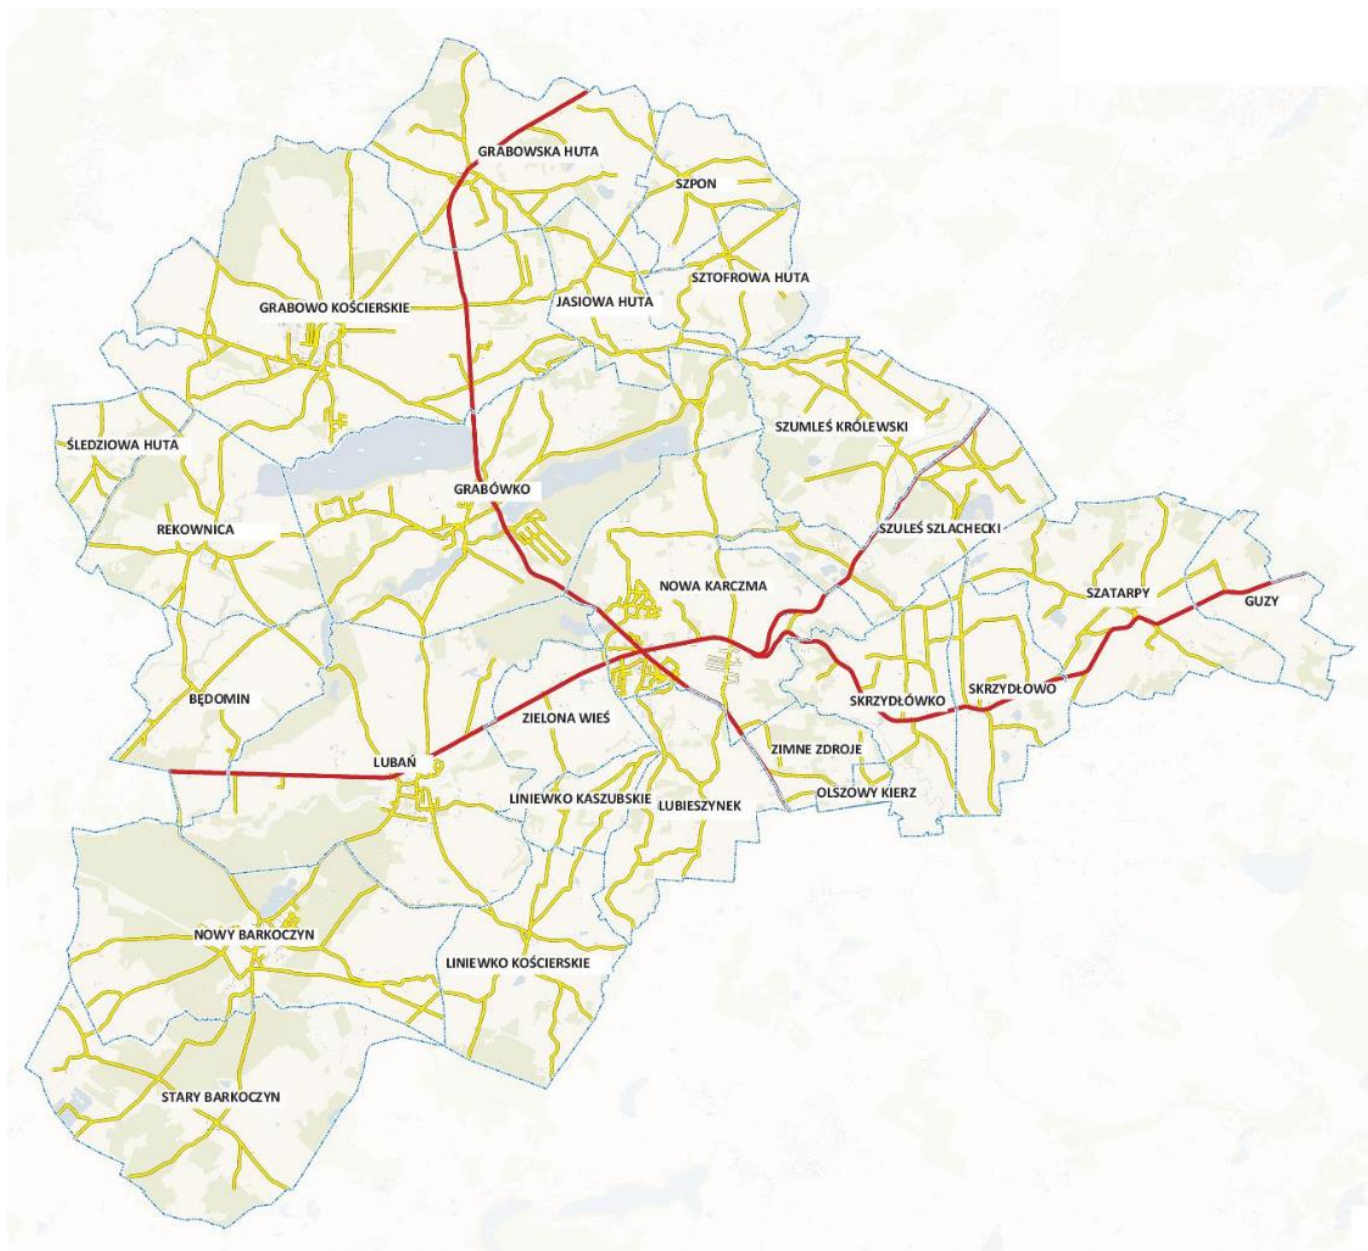 GRABOWSKA HUTA
SZPON
SZTOFROWA HUTA
JASIOWA HUTA
GRABOWO KOŚCIERSKIE
SZUMLEŚ KRÓLEWSKI
ŚLEDZIOWA HUTA
GRABÓWKO
REKOWNICA
SZULEŚ SZLACHECKI
NOWA KARCZMA
SZATARPY
GUZY
SKRZYDŁOWO
BĘDOMIN
SKRZYDŁÓWKO
ZIELONA WIEŚ
ZIMNE ZDROJE
LUBAŃ
OLSZOWY KIERZ
LINIEWKO KASZUBSKIE
LUBIESZYNEK
NOWY BARKOCZYN
LINIEWKO KOŚCIERSKIE
STARY BARKOCZYN